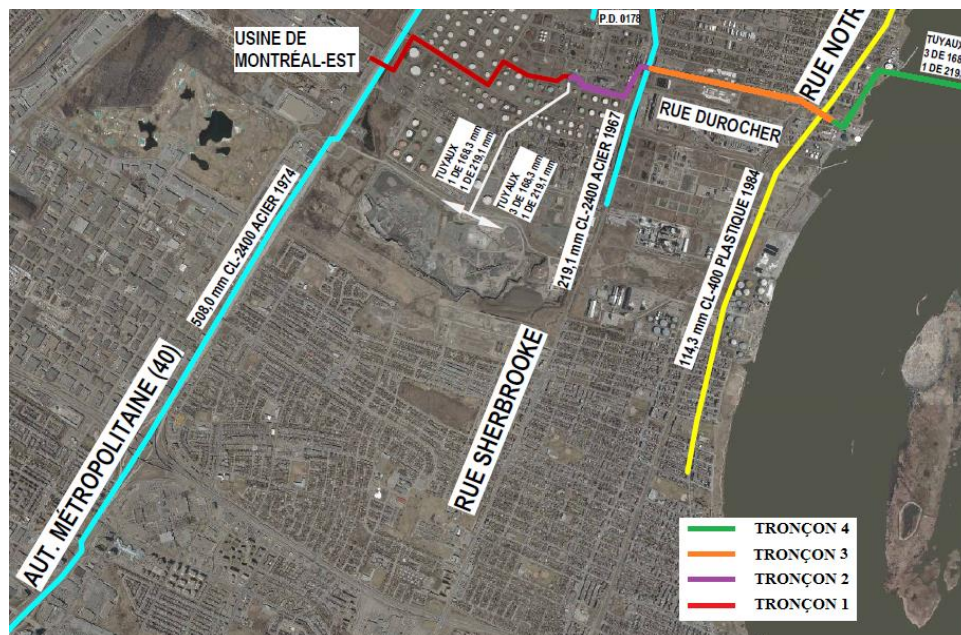 P.D. 0178
USINE DE
MONTRÉAL-EST
RUE NOTR
TUYAUX
3 DE 168,
1 DE 219,
RUE DUROCHER
TUYAUX
1 DE 168.3 mm
1 DE 219,1 mm
TUYAUX
3 DE 168.3 mm
1 DE 219,1 mm
508,0 mm CL-2400 ACIER 1974
219,1 mm CL-2400 ACIER 1967
114,3 mm CL-400 PLASTIQUE 1984
AUT. MÉTROPOLITAINE (40)
RUE SHERBROOKE
TRONÇON 4
TRONÇON 3
TRONÇON 2
TRONÇON 1